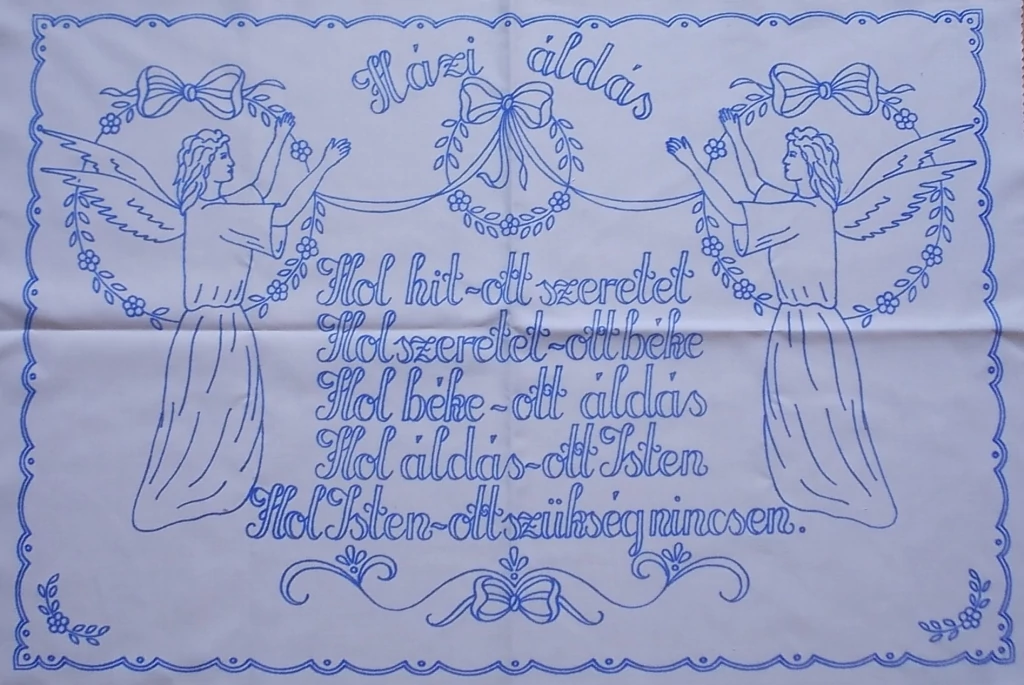 Házi áldás
Hol hit-ott szeretet
Hol szeretet-ott béke
Hol béke-ott áldás
Hol áldás-ott Isten
Hol Isten-ott szükség nincsen.